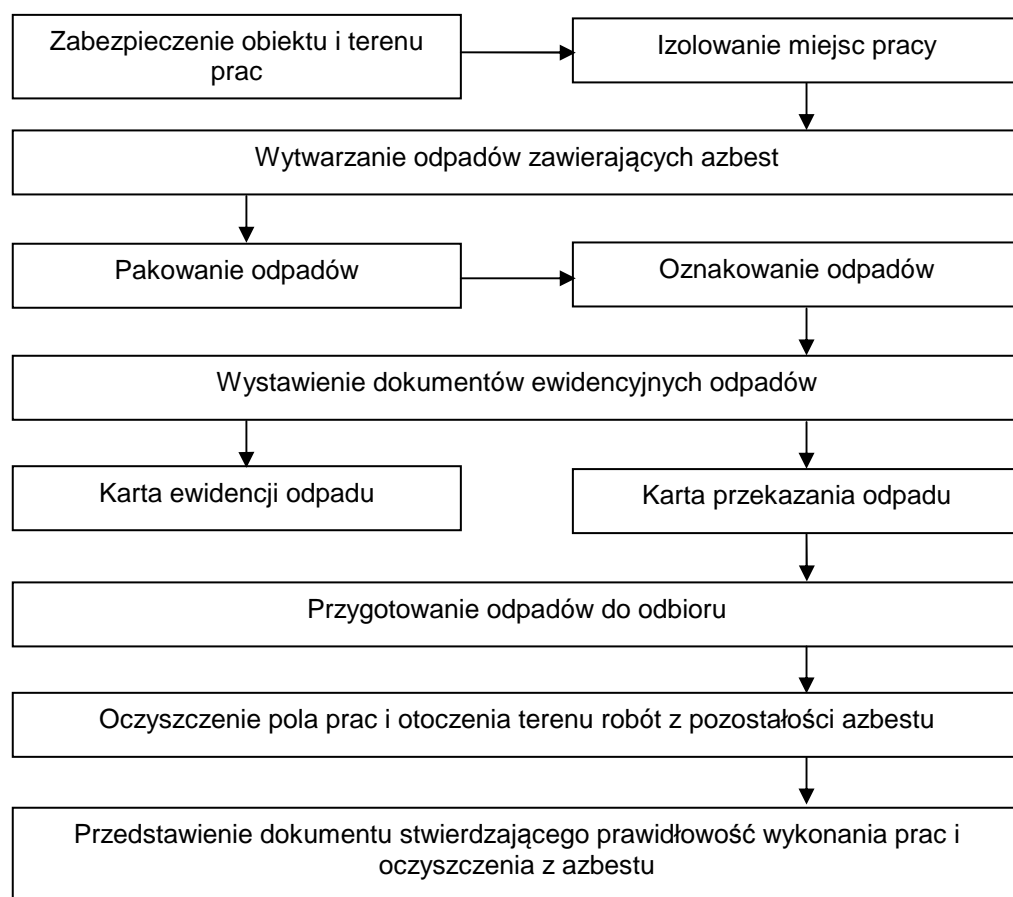 Zabezpieczenie obiektu i terenu
prac
Izolowanie miejsc pracy
Wytwarzanie odpadów zawierających azbest
Pakowanie odpadów
Oznakowanie odpadów
Wystawienie dokumentów ewidencyjnych odpadów
Karta ewidencji odpadu
Karta przekazania odpadu
Przygotowanie odpadów do odbioru
Oczyszczenie pola prac i otoczenia terenu robót z pozostałości azbestu
Przedstawienie dokumentu stwierdzającego prawidłowość wykonania prac i
oczyszczenia z azbestu